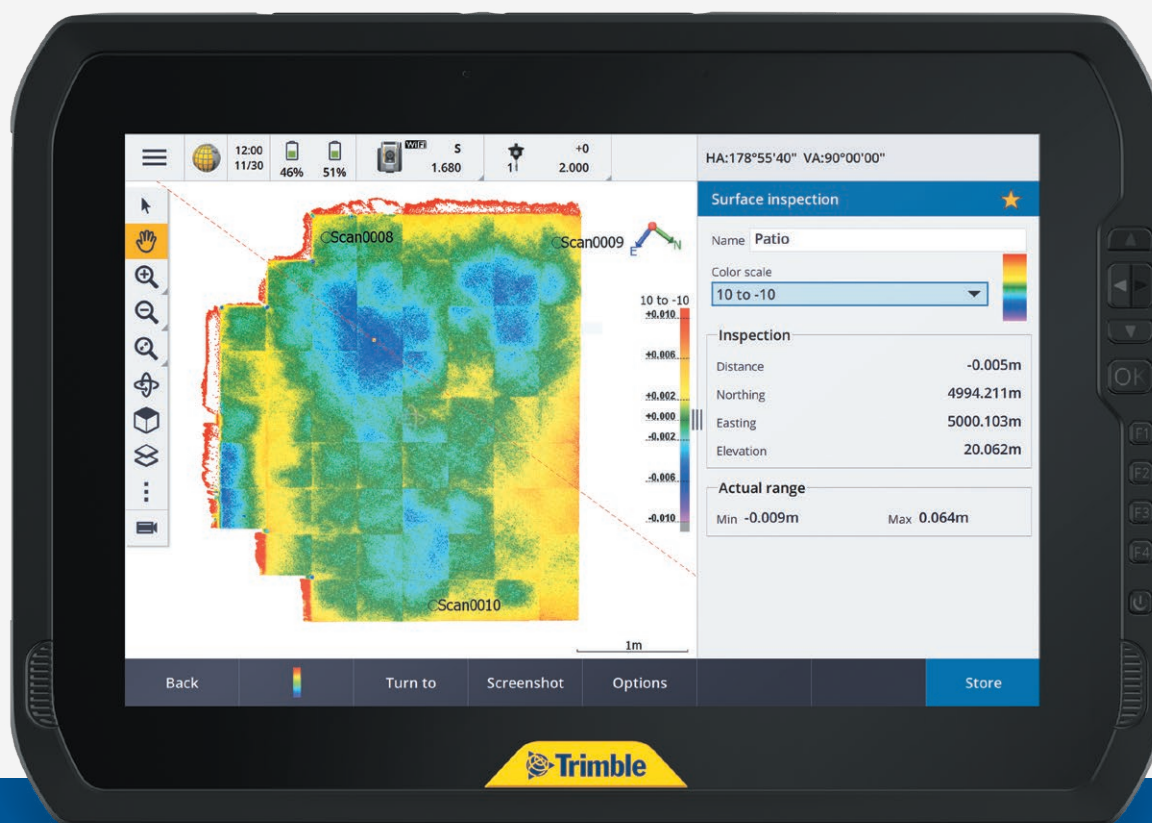 12:00
11/30
46%
51%
WiFi
S
1.680
1
+0
2.000
HA:178°55'40" VA:90°00'00"
Surface inspection
Name Patio
Color scale
10 to -10
Inspection
Distance -0.005m
Northing 4994.211m
Easting 5000.103m
Elevation 20.062m
Actual range
Min -0.009m Max 0.064m
Scan0008
Scan0009
E
N
10 to -10
+0.010
+0.006
+0.002
+0.000
-0.002
-0.006
-0.010
Scan0010
1m
Back
Turn to
Screenshot
Options
Store
OK
F1
F2
F3
F4
Trimble